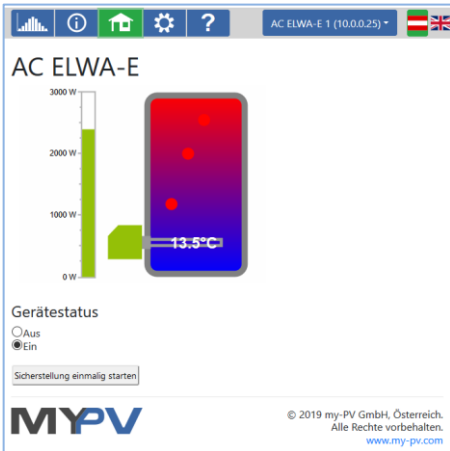 ?
AC ELWA-E 1 (10.0.0.25)
AC ELWA-E
3000 W
2000 W
1000 W
0 W
13.5°C
Gerätestatus
Aus
Ein
Sicherstellung einmalig starten
MYPV
© 2019 my-PV GmbH, Österreich.
Alle Rechte vorbehalten.
www.my-pv.com